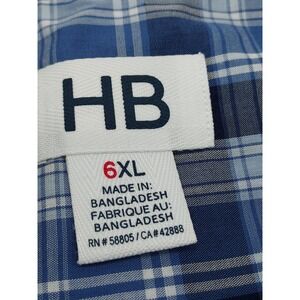 HB
6XL
MADE IN:
BANGLADESH
FABRIQUE AU:
BANGLADESH
RN # 58805 / CA # 42888